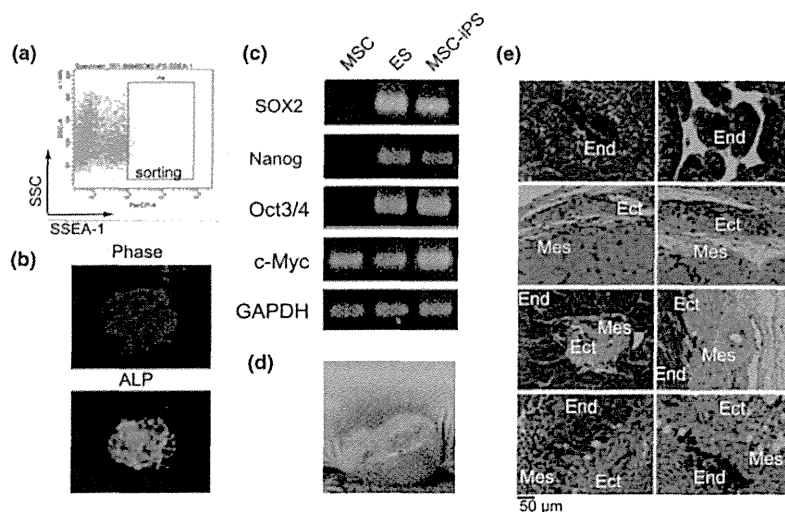 (a)
SSC
sorting
SSEA-1
(b)
Phase
ALP
(c)
MSC
ES
MSC-iPS
SOX2
Nanog
Oct3/4
c-Myc
GAPDH
(d)
(e)
End
End
Ect
Mes
Ect
Mes
End
Mes
Ect
Ect
Mes
End
End
Mes
Ect
Ect
Mes
End
50 µm